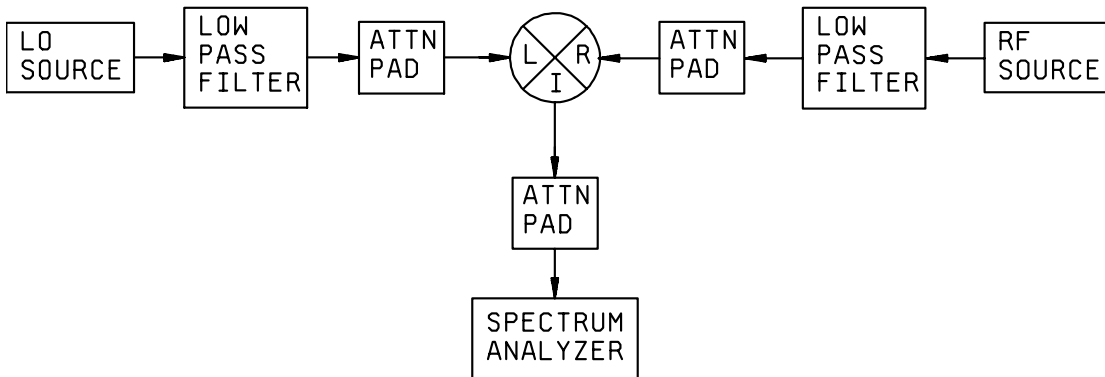 LO
SOURCE
LOW
PASS
FILTER
ATTN
PAD
L
R
I
ATTN
PAD
LOW
PASS
FILTER
RF
SOURCE
ATTN
PAD
SPECTRUM
ANALYZER